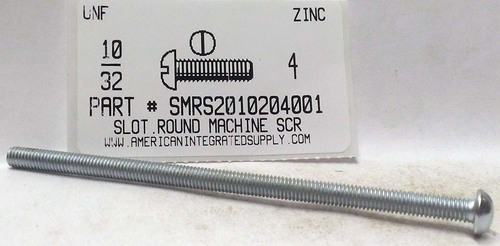 UNF ZINC
10
32
4
PART # SMRS2010204001
SLOT.ROUND MACHINE SCR
WWW.AMERICANINTEGRATEDSUPPLY.COM/